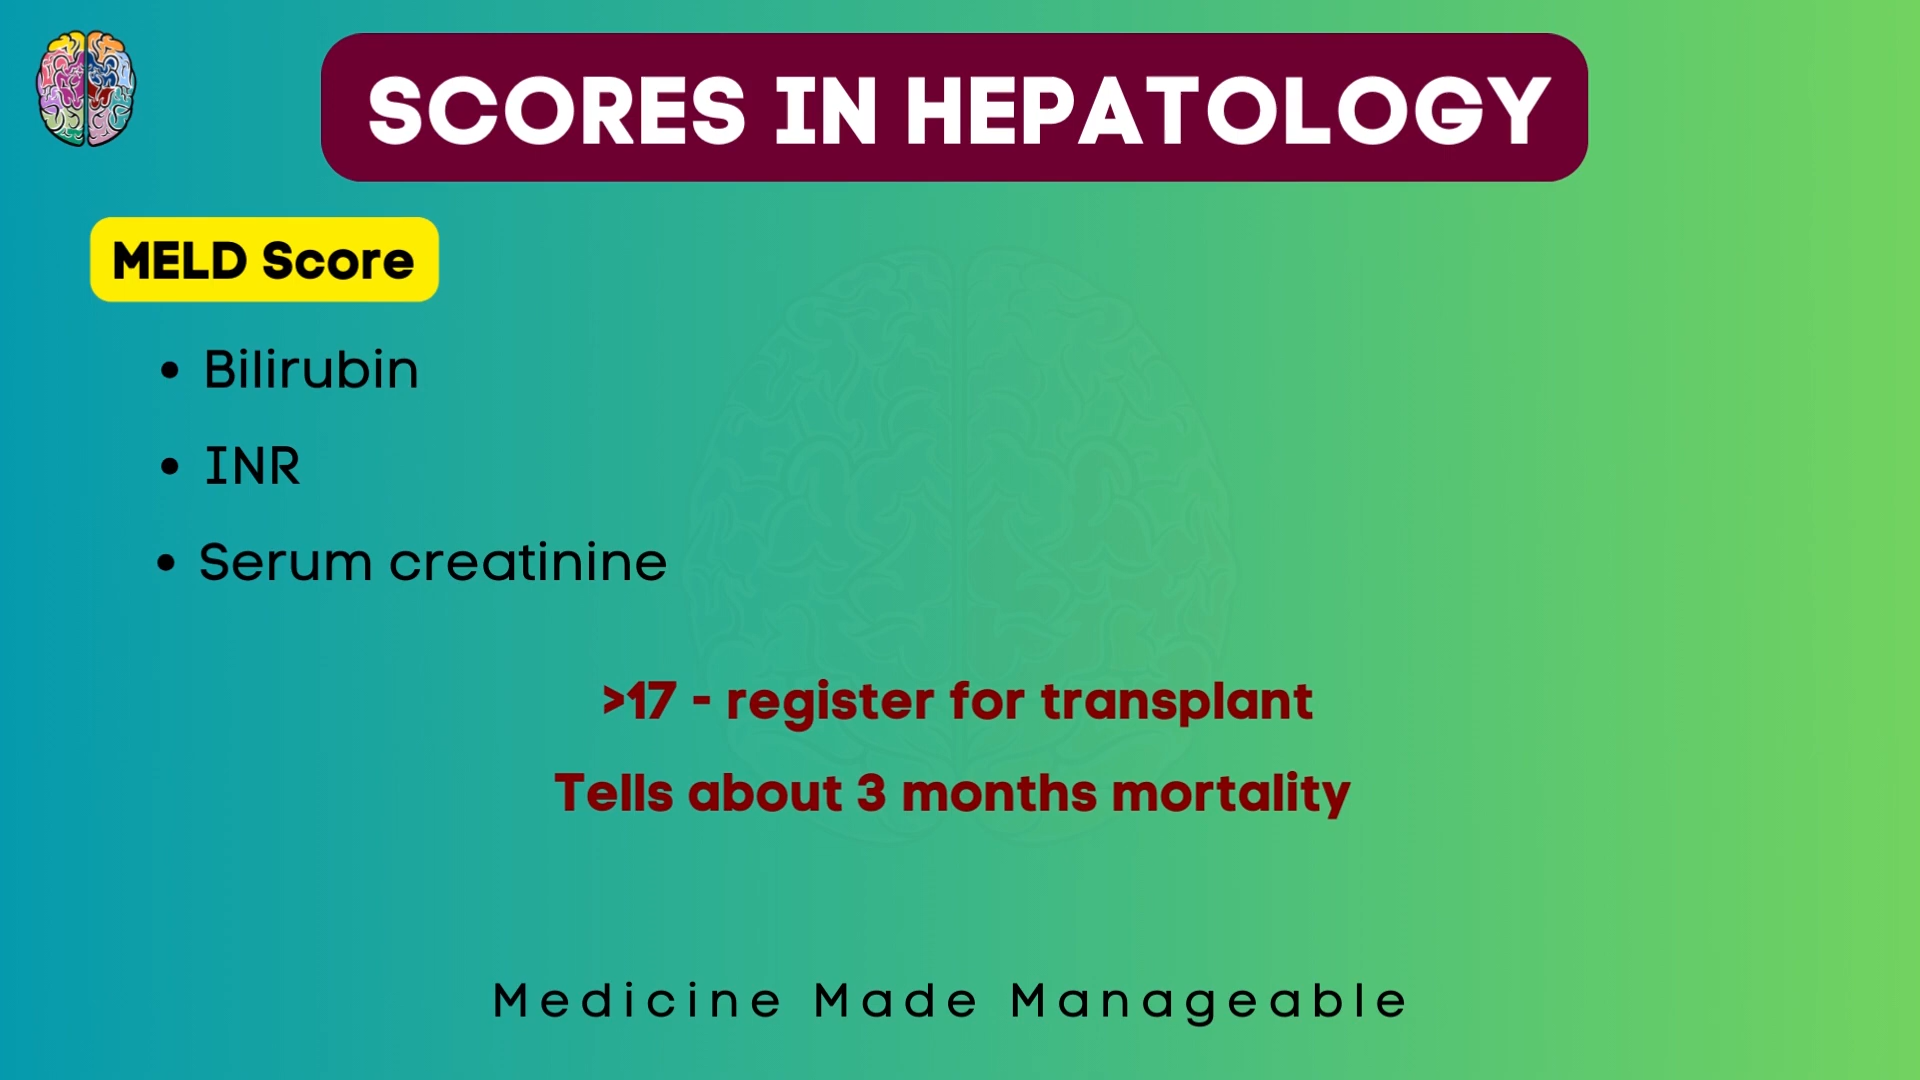 SCORES IN HEPATOLOGY
MELD Score
• Bilirubin
• INR
• Serum creatinine
>17 - register for transplant
Tells about 3 months mortality
Medicine Made Manageable